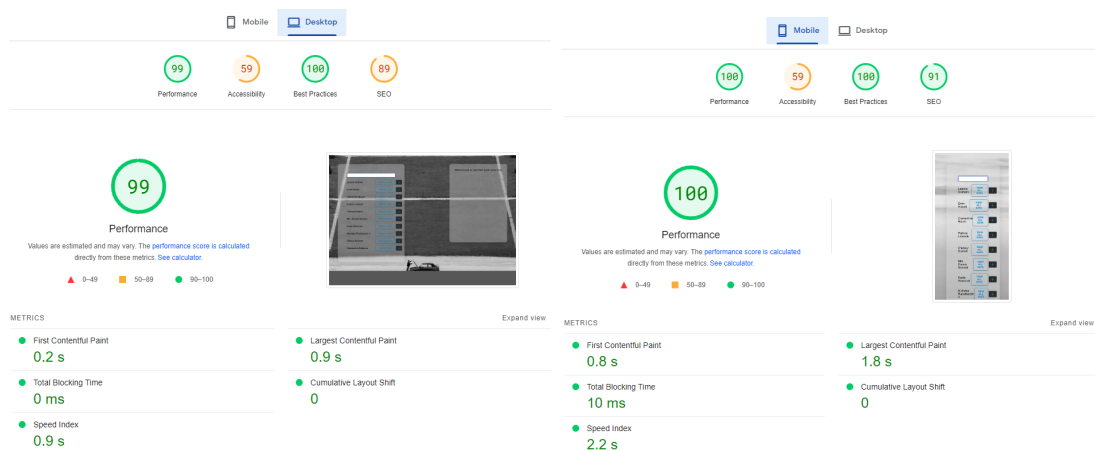 Mobile
Desktop
99
59
100
89
Performance
Accessibility
Best Practices
SEO
99
Performance
Values are estimated and may vary. The performance score is calculated
directly from these metrics. See calculator.
0–49
50–89
90–100
METRICS
Expand view
First Contentful Paint
0.2 s
Largest Contentful Paint
0.9 s
Total Blocking Time
0 ms
Cumulative Layout Shift
0
Speed Index
0.9 s
Mobile
Desktop
100
59
100
91
Performance
Accessibility
Best Practices
SEO
100
Performance
Values are estimated and may vary. The performance score is calculated
directly from these metrics. See calculator.
0–49
50–89
90–100
METRICS
Expand view
First Contentful Paint
0.8 s
Largest Contentful Paint
1.8 s
Total Blocking Time
10 ms
Cumulative Layout Shift
0
Speed Index
2.2 s